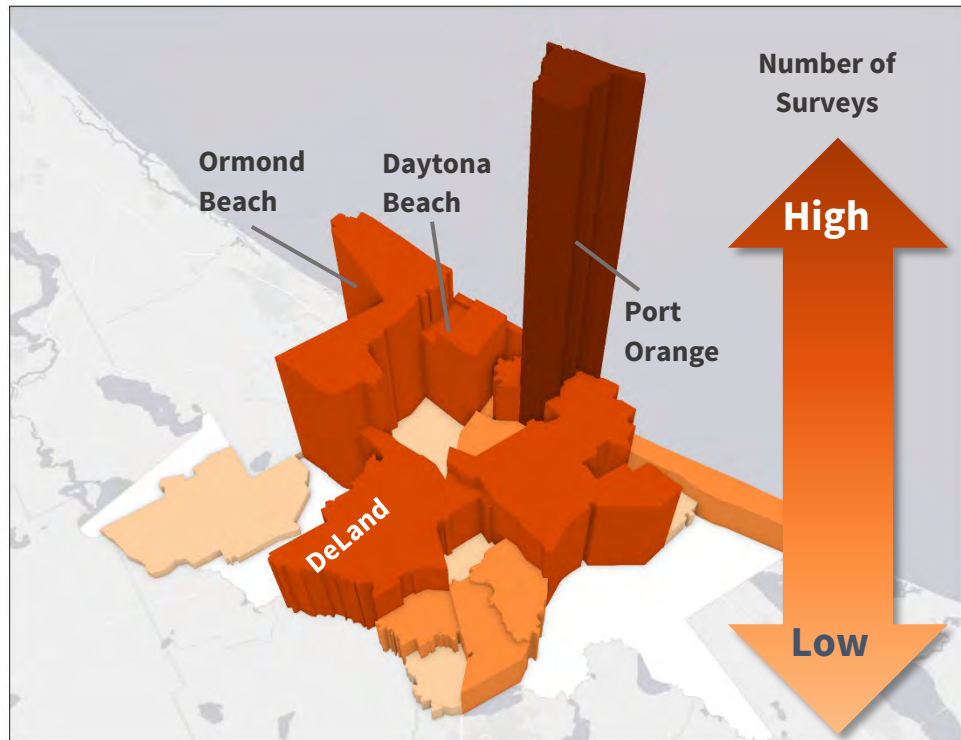 Number of
Surveys
Ormond
Beach
Daytona
Beach
High
Port
Orange
DeLand
Low